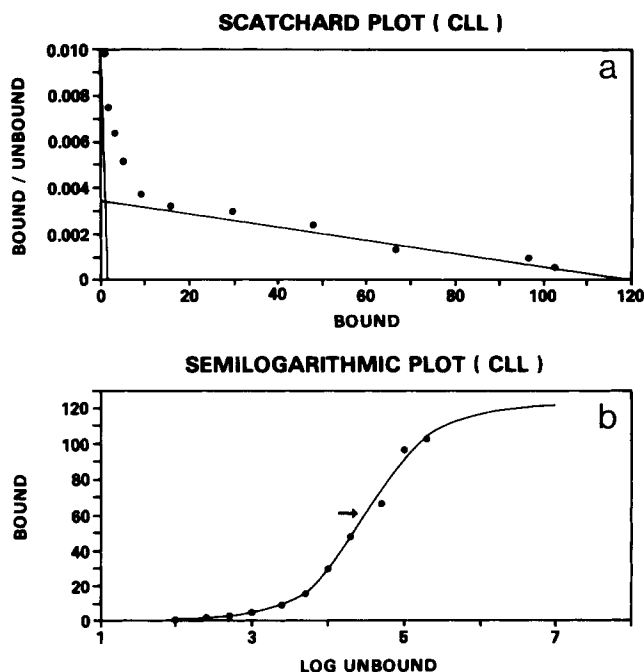 SCATCHARD PLOT ( CLL )
a
0.010
0.008
0.006
0.004
0.002
0
BOUND / UNBOUND
0 20 40 60 80 100 120
BOUND
SEMILOGARITHMIC PLOT ( CLL )
b
120
100
80
60
40
20
0
BOUND
1 3 5 7
LOG UNBOUND